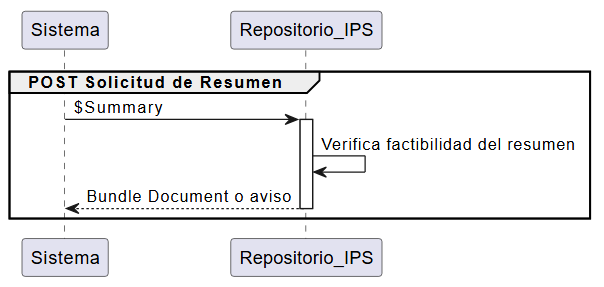 Sistema
Repositorio_IPS
POST Solicitud de Resumen
$Summary
Verifica factibilidad del resumen
Bundle Document o aviso
Sistema
Repositorio_IPS